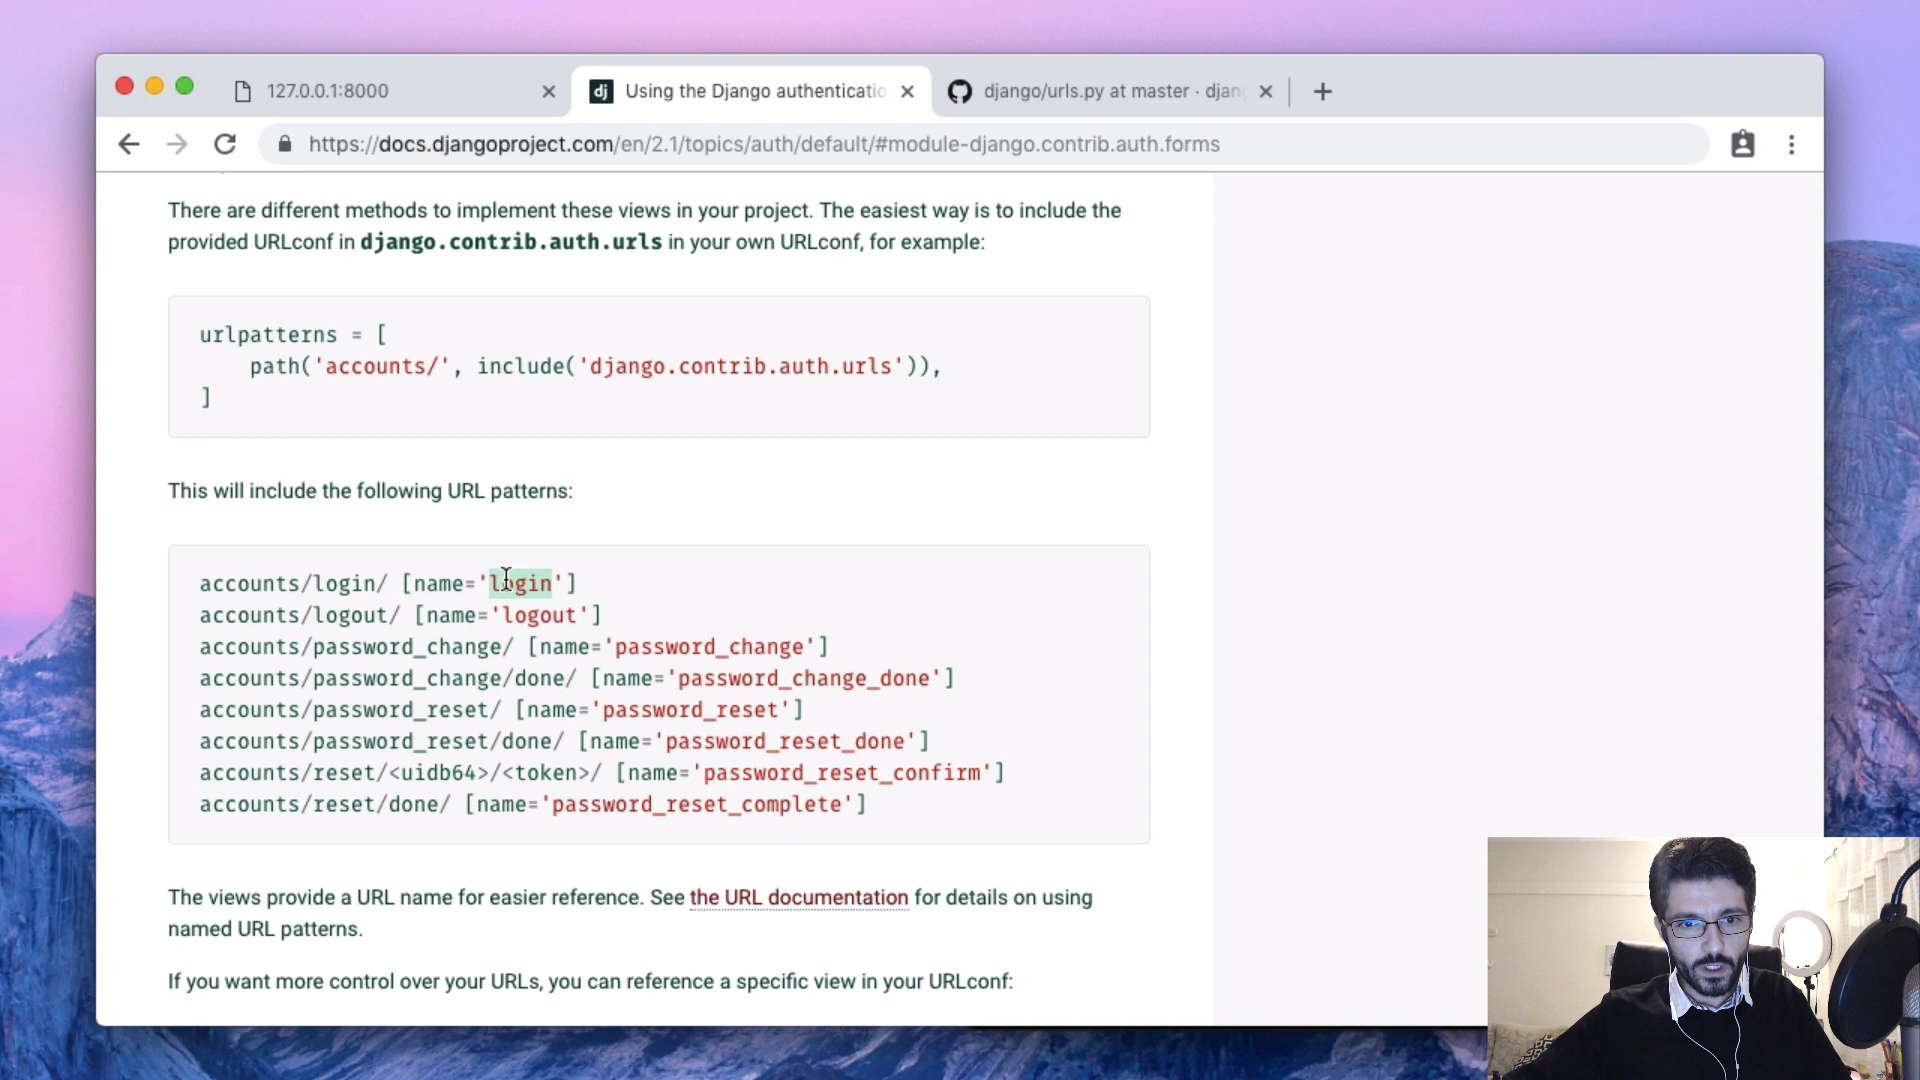 127.0.0.1:8000
dj Using the Django authenticatio
django/urls.py at master · djang
https://docs.djangoproject.com/en/2.1/topics/auth/default/#module-django.contrib.auth.forms
There are different methods to implement these views in your project. The easiest way is to include the
provided URLconf in django.contrib.auth.urls in your own URLconf, for example:
urlpatterns = [
    path('accounts/', include('django.contrib.auth.urls')),
]
This will include the following URL patterns:
accounts/login/ [name='login']
accounts/logout/ [name='logout']
accounts/password_change/ [name='password_change']
accounts/password_change/done/ [name='password_change_done']
accounts/password_reset/ [name='password_reset']
accounts/password_reset/done/ [name='password_reset_done']
accounts/reset/<uidb64>/<token>/ [name='password_reset_confirm']
accounts/reset/done/ [name='password_reset_complete']
The views provide a URL name for easier reference. See the URL documentation for details on using
named URL patterns.
If you want more control over your URLs, you can reference a specific view in your URLconf: